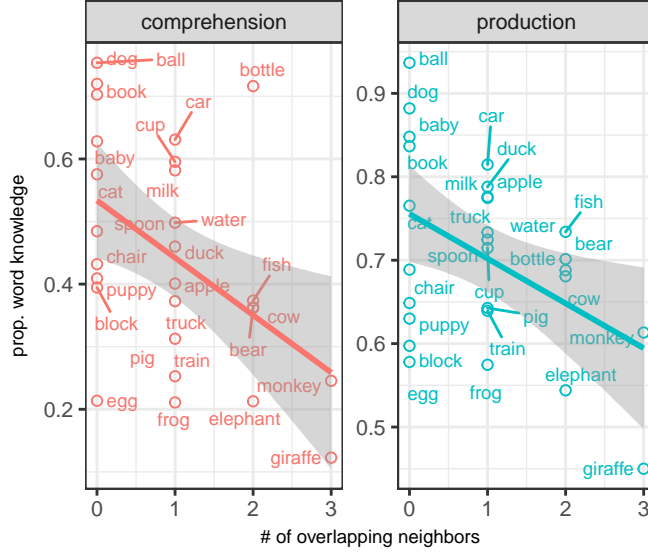 comprehension
production
prop. word knowledge
0.6
0.4
0.2
dog
ball
book
bottle
car
cup
baby
milk
cat
spoon
water
duck
chair
fish
puppy
apple
cow
block
truck
bear
pig
train
monkey
egg
frog
elephant
giraffe
0
1
2
3
0.9
0.8
0.7
0.6
0.5
ball
dog
baby
car
duck
book
milk
apple
fish
cat
truck
water
bear
spoon
bottle
chair
cup
cow
puppy
pig
monkey
block
train
egg
frog
elephant
giraffe
0
1
2
3
# of overlapping neighbors